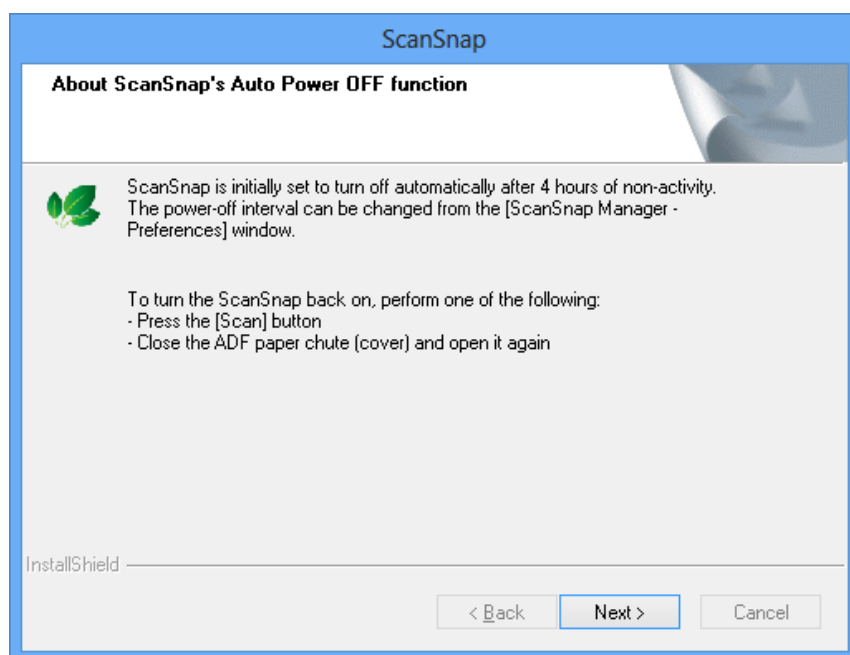 ScanSnap
About ScanSnap's Auto Power OFF function
ScanSnap is initially set to turn off automatically after 4 hours of non-activity.
The power-off interval can be changed from the [ScanSnap Manager -
Preferences] window.
To turn the ScanSnap back on, perform one of the following:
- Press the [Scan] button
- Close the ADF paper chute (cover) and open it again
InstallShield
< Back
Next >
Cancel